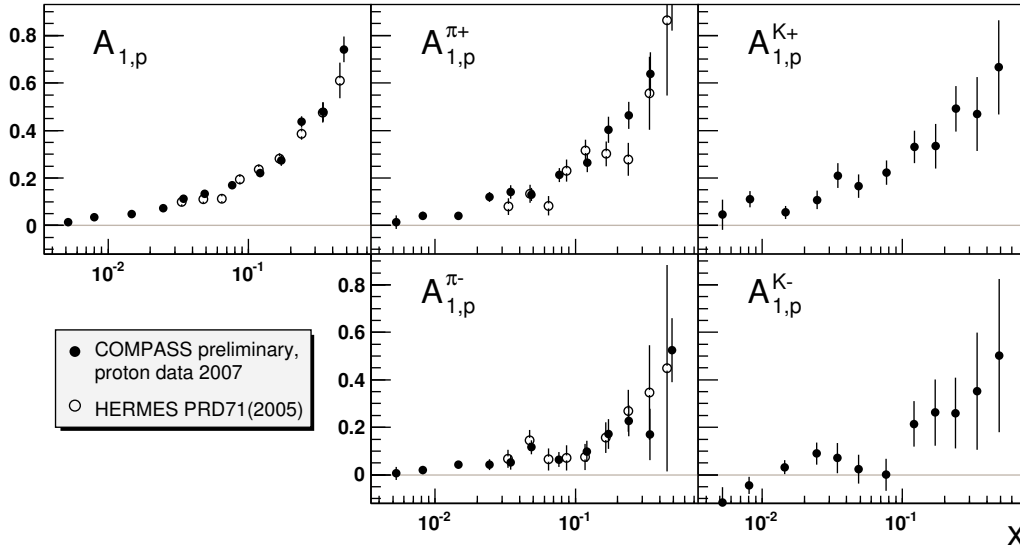 A1,p
Aπ+1,p
AK+1,p
0.8
0.6
0.4
0.2
0
10-2 10-1
Aπ-1,p
AK-1,p
0.8
0.6
0.4
0.2
0
10-2 10-1 10-2 10-1
x
COMPASS preliminary,
proton data 2007
HERMES PRD71(2005)